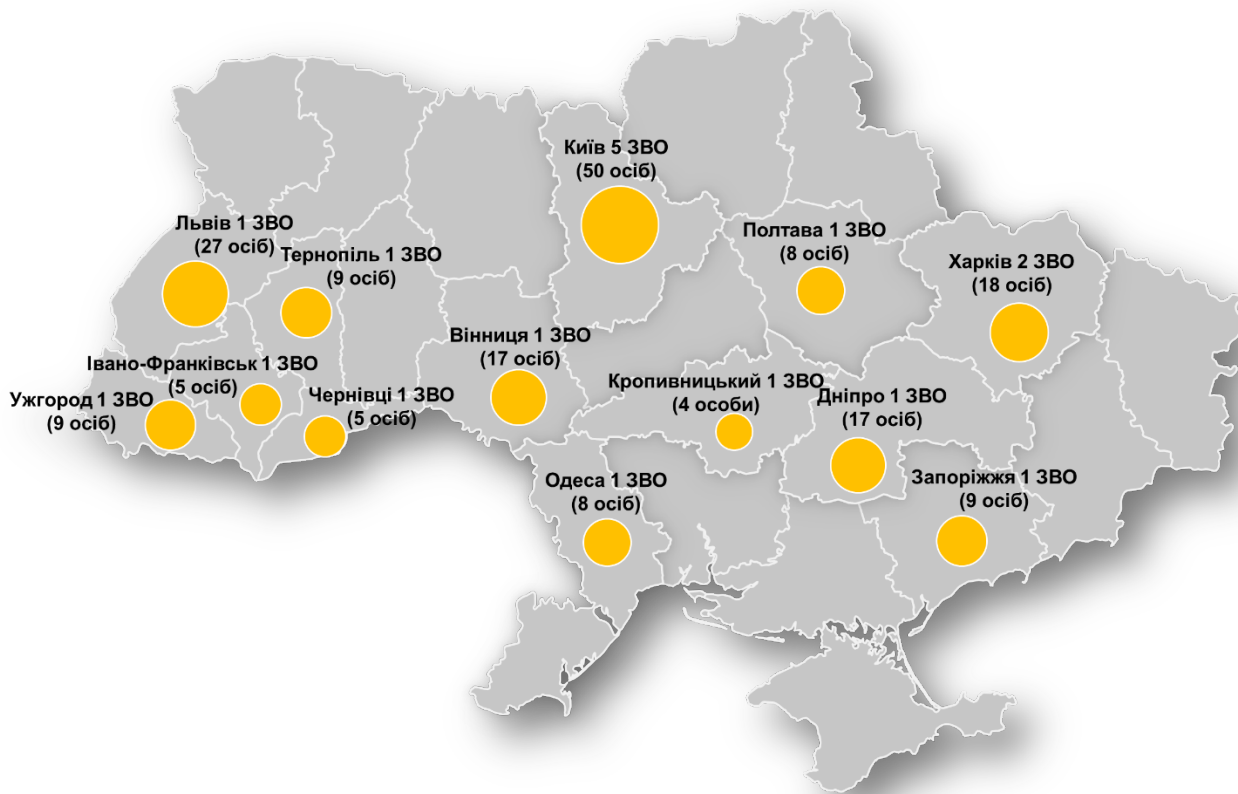 Київ 5 ЗВО
(50 осіб)
Львів 1 ЗВО
(27 осіб)
Тернопіль 1 ЗВО
(9 осіб)
Полтава 1 ЗВО
(8 осіб)
Харків 2 ЗВО
(18 осіб)
Вінниця 1 ЗВО
(17 осіб)
Івано-Франківськ 1 ЗВО
(5 осіб)
Ужгород 1 ЗВО
(9 осіб)
Чернівці 1 ЗВО
(5 осіб)
Кропивницький 1 ЗВО
(4 особи)
Дніпро 1 ЗВО
(17 осіб)
Одеса 1 ЗВО
(8 осіб)
Запоріжжя 1 ЗВО
(9 осіб)